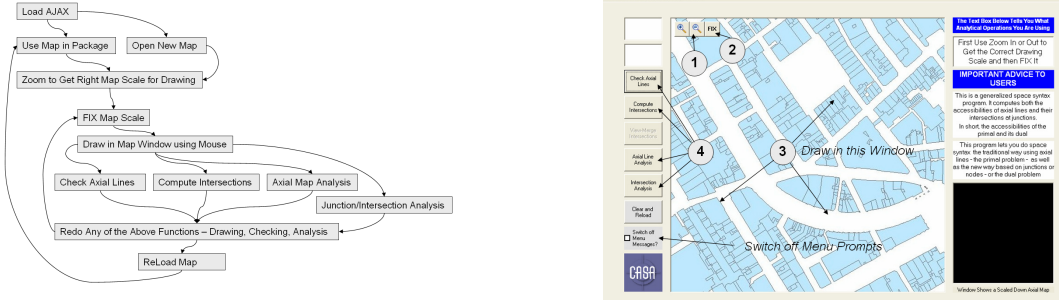 Load AJAX
Use Map in Package
Open New Map
Zoom to Get Right Map Scale for Drawing
FIX Map Scale
Draw in Map Window using Mouse
Check Axial Lines
Compute Intersections
Axial Map Analysis
Junction/Intersection Analysis
Redo Any of the Above Functions – Drawing, Checking, Analysis
ReLoad Map
FIX
1
2
3
4
Check Axial
Lines
Compute
Intersections
View Merge
Intersections
Axial Line
Analysis
Intersection
Analysis
Clear and
Reload
Switch off
Menu
Messages?
CASA
Draw in this Window
Switch off Menu Prompts
The Text Box Below Tells You What
Analytical Operations You Are Using
First Use Zoom In or Out to
Get the Correct Drawing
Scale and then FIX It
IMPORTANT ADVICE TO
USERS
This is a generalized space syntax
program. It computes both the
accessibilities of axial lines and their
intersections at junctions.
In short, the accessibilities of the
primal and its dual
This program lets you do space
syntax the traditional way using axial
lines - the primal problem - as well
as the new way based on junctions or
nodes - or the dual problem
Window Shows a Scaled Down Axial Map